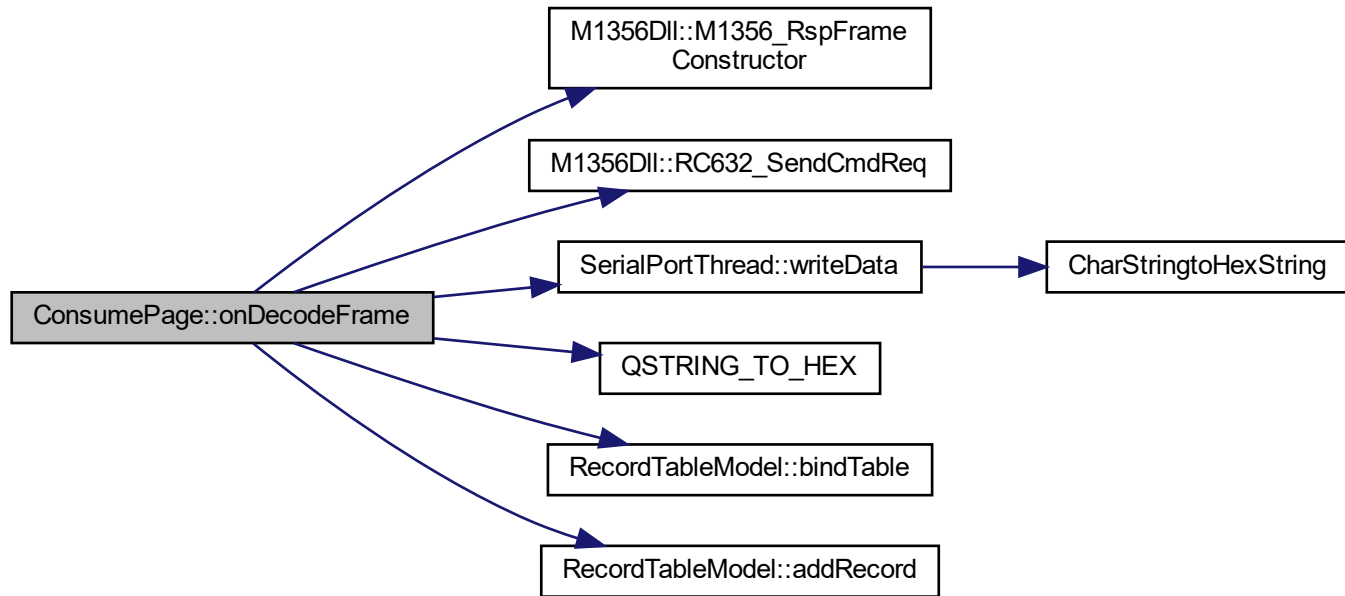 M1356Dll::M1356_RspFrame
Constructor
M1356Dll::RC632_SendCmdReq
SerialPortThread::writeData
CharStringtoHexString
ConsumePage::onDecodeFrame
QSTRING_TO_HEX
RecordTableModel::bindTable
RecordTableModel::addRecord